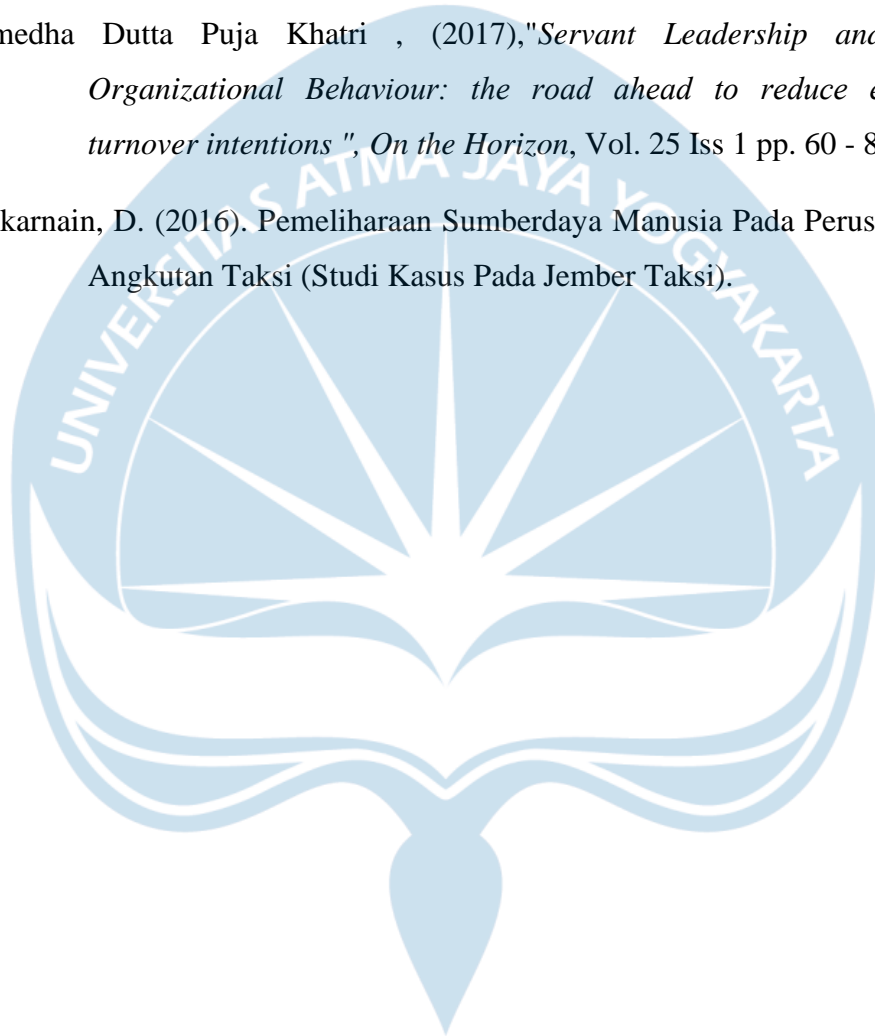 medha Dutta Puja Khatri , (2017),"Servant Leadership and
Organizational Behaviour: the road ahead to reduce e
turnover intentions ", On the Horizon, Vol. 25 Iss 1 pp. 60 - 8
karnain, D. (2016). Pemeliharaan Sumberdaya Manusia Pada Perus
Angkutan Taksi (Studi Kasus Pada Jember Taksi).
UNIVERSITAS ATMA JAYA YOGYAKARTA